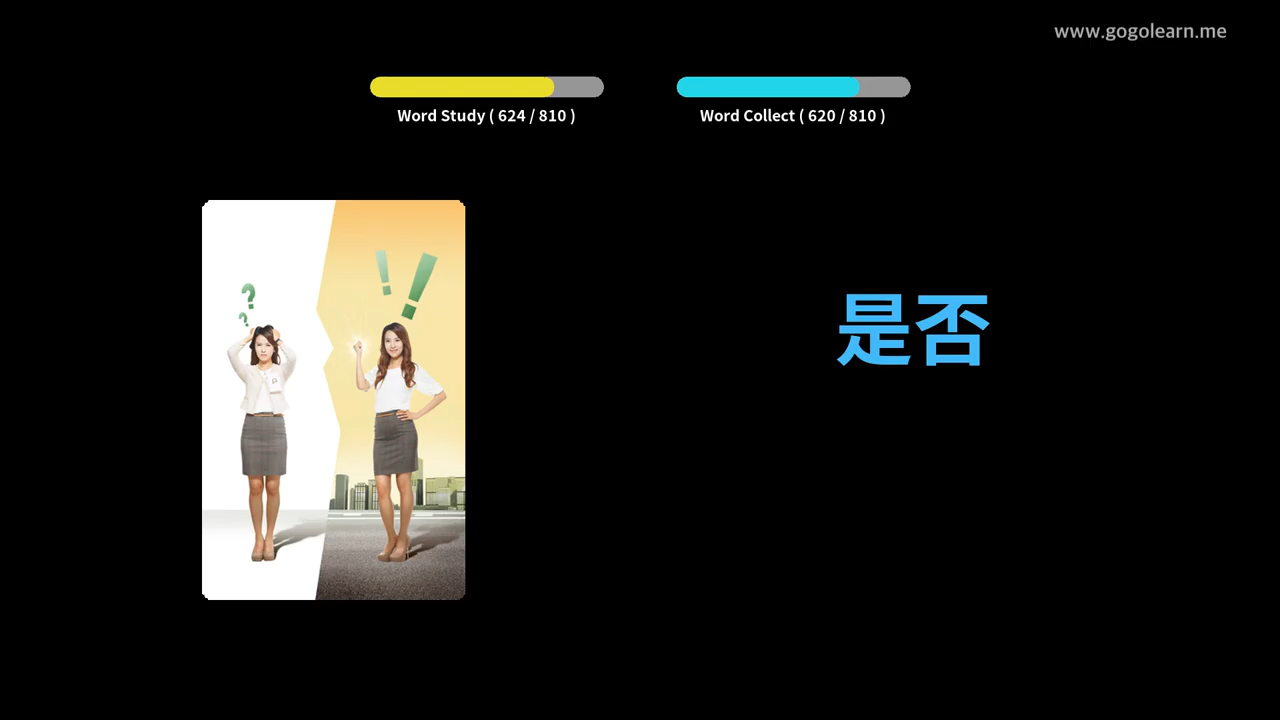 www.gogolearn.me
Word Study ( 624 / 810 )
Word Collect ( 620 / 810 )
? ?
! !
是否